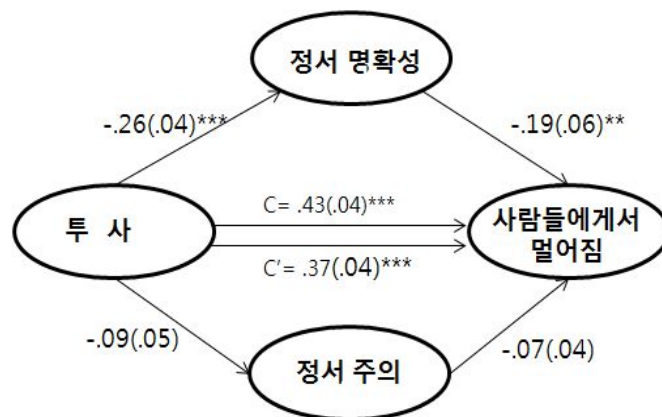 정서 명확성
-.26(.04)***
-.19(.06)**
투 사
C= .43(.04)***
C'= .37(.04)***
사람들에게서
멀어짐
-.09(.05)
-.07(.04)
정서 주의